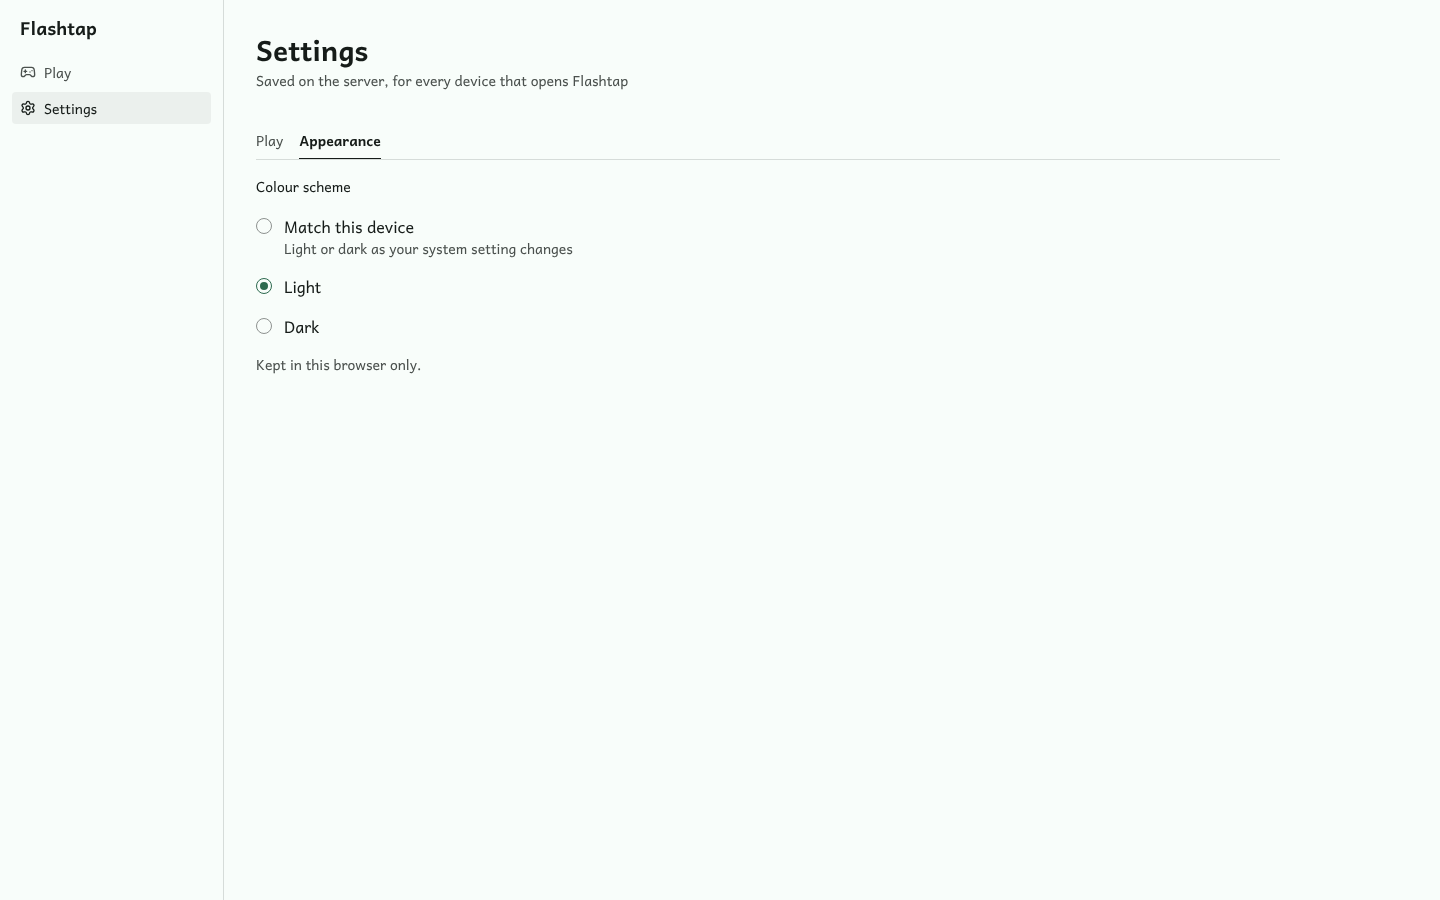 Flashtap
Play
Settings
Settings
Saved on the server, for every device that opens Flashtap
Play Appearance
Colour scheme
Match this device
Light or dark as your system setting changes
Light
Dark
Kept in this browser only.